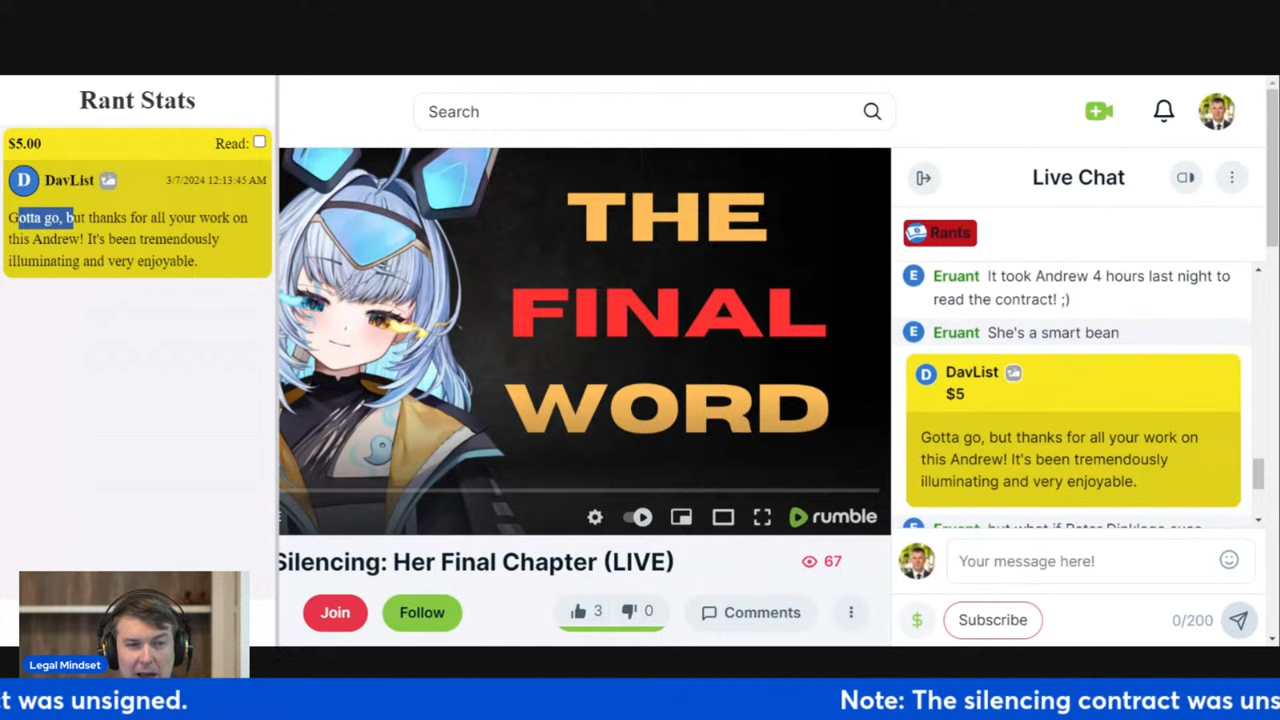 Rant Stats
$5.00
Read:
D
DavList
3/7/2024 12:13:45 AM
Gotta go, but thanks for all your work on
this Andrew! It's been tremendously
illuminating and very enjoyable.
Search
THE
FINAL
WORD
rumble
Silencing: Her Final Chapter (LIVE)
67
Join
Follow
3
0
Comments
Live Chat
Rants
E
Eruant It took Andrew 4 hours last night to
read the contract! ;)
E
Eruant She's a smart bean
D
DavList
$5
Gotta go, but thanks for all your work on
this Andrew! It's been tremendously
illuminating and very enjoyable.
Your message here!
$
Subscribe
0/200
Legal Mindset
ct was unsigned.
Note: The silencing contract was uns